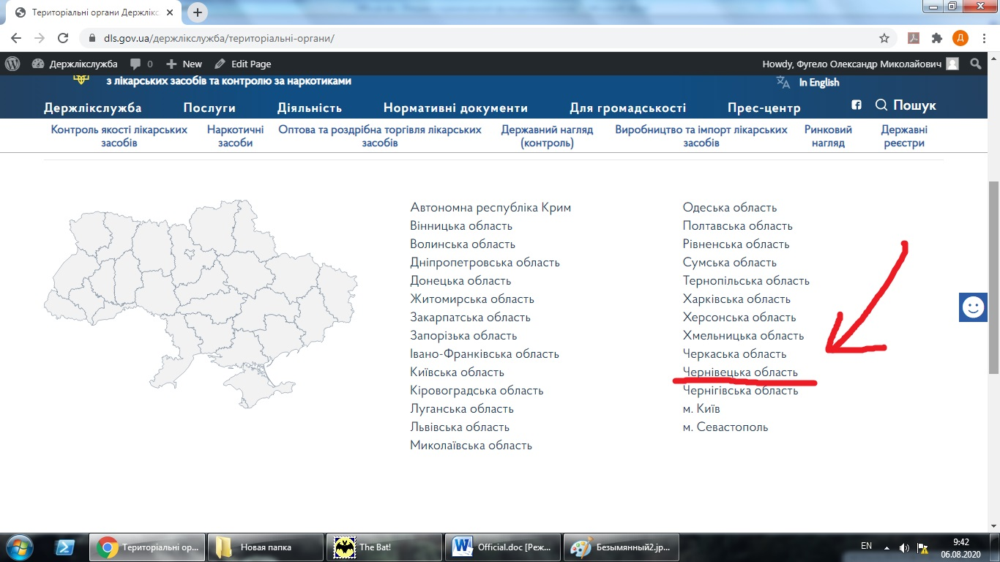 Територіальні органи Держлікс
dls.gov.ua/держлікслужба/територіальні-органи/
Д
Держлікслужба 0 New Edit Page Howdy, Фугело Олександр Миколайович
з лікарських засобів та контролю за наркотиками
In English
Держлікслужба Послуги Діяльність Нормативні документи Для громадськості Прес-центр Пошук
Контроль якості лікарських засобів
Наркотичні засоби
Оптова та роздрібна торгівля лікарських засобів
Державний нагляд (контроль)
Виробництво та імпорт лікарських засобів
Ринковий нагляд
Державні реєстри
Автономна республіка Крим
Вінницька область
Волинська область
Дніпропетровська область
Донецька область
Житомирська область
Закарпатська область
Запорізька область
Івано-Франківська область
Київська область
Кіровоградська область
Луганська область
Львівська область
Миколаївська область
Одеська область
Полтавська область
Рівненська область
Сумська область
Тернопільська область
Харківська область
Херсонська область
Хмельницька область
Черкаська область
Чернівецька область
Чернігівська область
м. Київ
м. Севастополь
Територіальні ор...
Новая папка
The Bat!
Official.doc [Реж...
Безымянный2.jp...
EN
9:42
06.08.2020